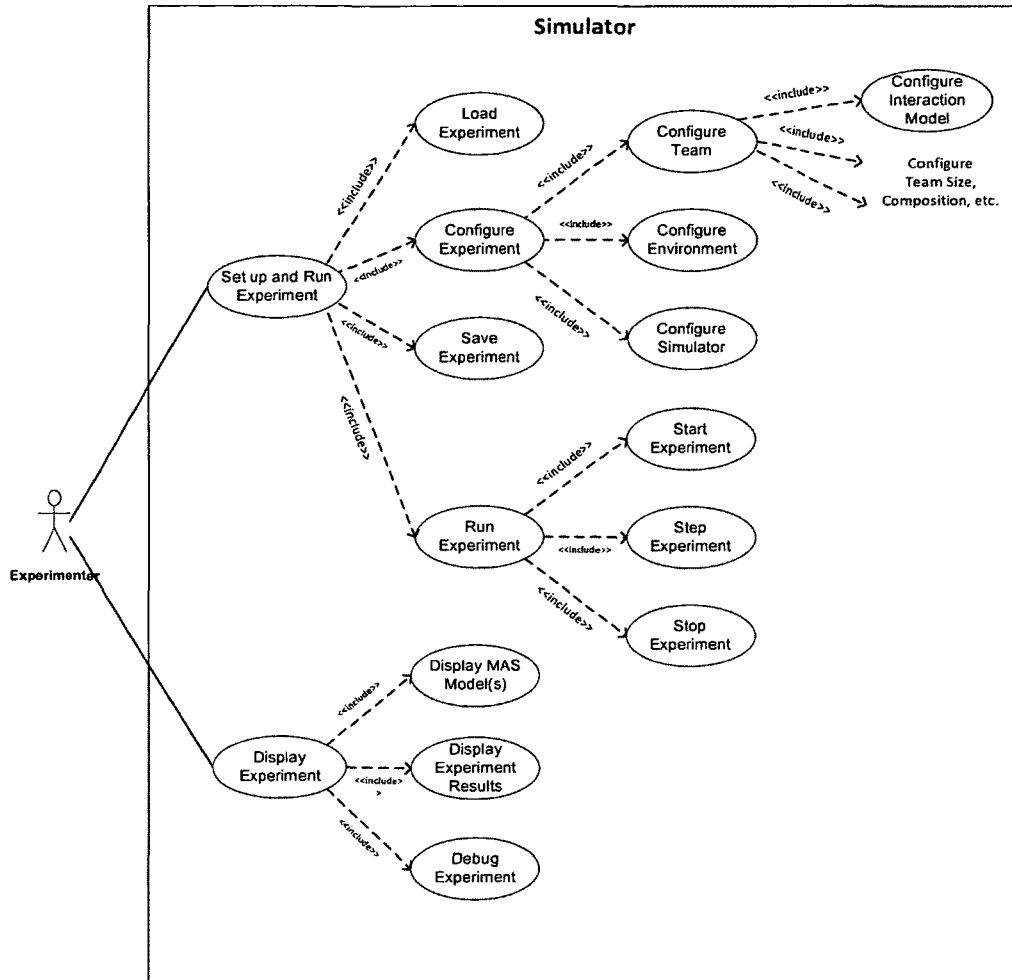 Simulator
Load
Experiment
Configure
Team
Configure
Interaction
Model
<<include>>
<<include>>
<<include>>
Configure
Team Size,
Composition, etc.
<<include>>
<<include>>
Configure
Experiment
<<include>>
Configure
Environment
<<include>>
Set up and Run
Experiment
<<include>>
<<include>>
Save
Experiment
Configure
Simulator
<<include>>
<<include>>
Start
Experiment
Run
Experiment
<<include>>
Step
Experiment
<<include>>
Stop
Experiment
Experimenter
Display MAS
Model(s)
<<include>>
Display
Experiment
<<include>
>
Display
Experiment
Results
<<include>>
Debug
Experiment